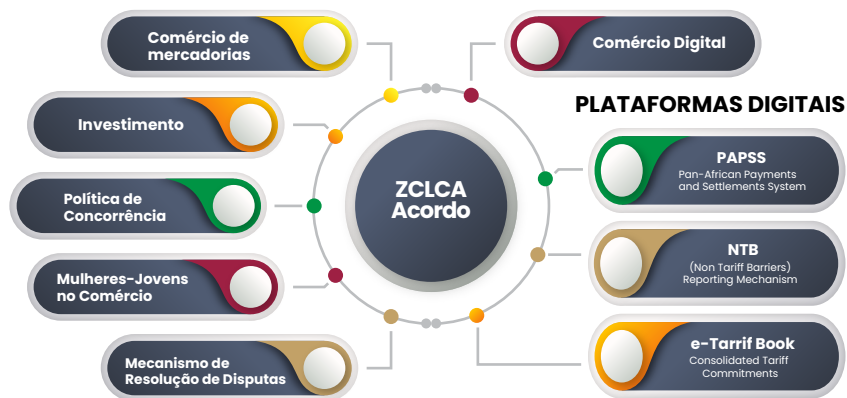 Comércio de
mercadorias
Investimento
Política de
Concorrência
Mulheres-Jovens
no Comércio
Mecanismo de
Resolução de Disputas
ZCLCA
Acordo
Comércio Digital
PLATAFORMAS DIGITAIS
PAPSS
Pan-African Payments
and Settlements System
NTB
(Non Tariff Barriers)
Reporting Mechanism
e-Tarrif Book
Consolidated Tariff
Commitments